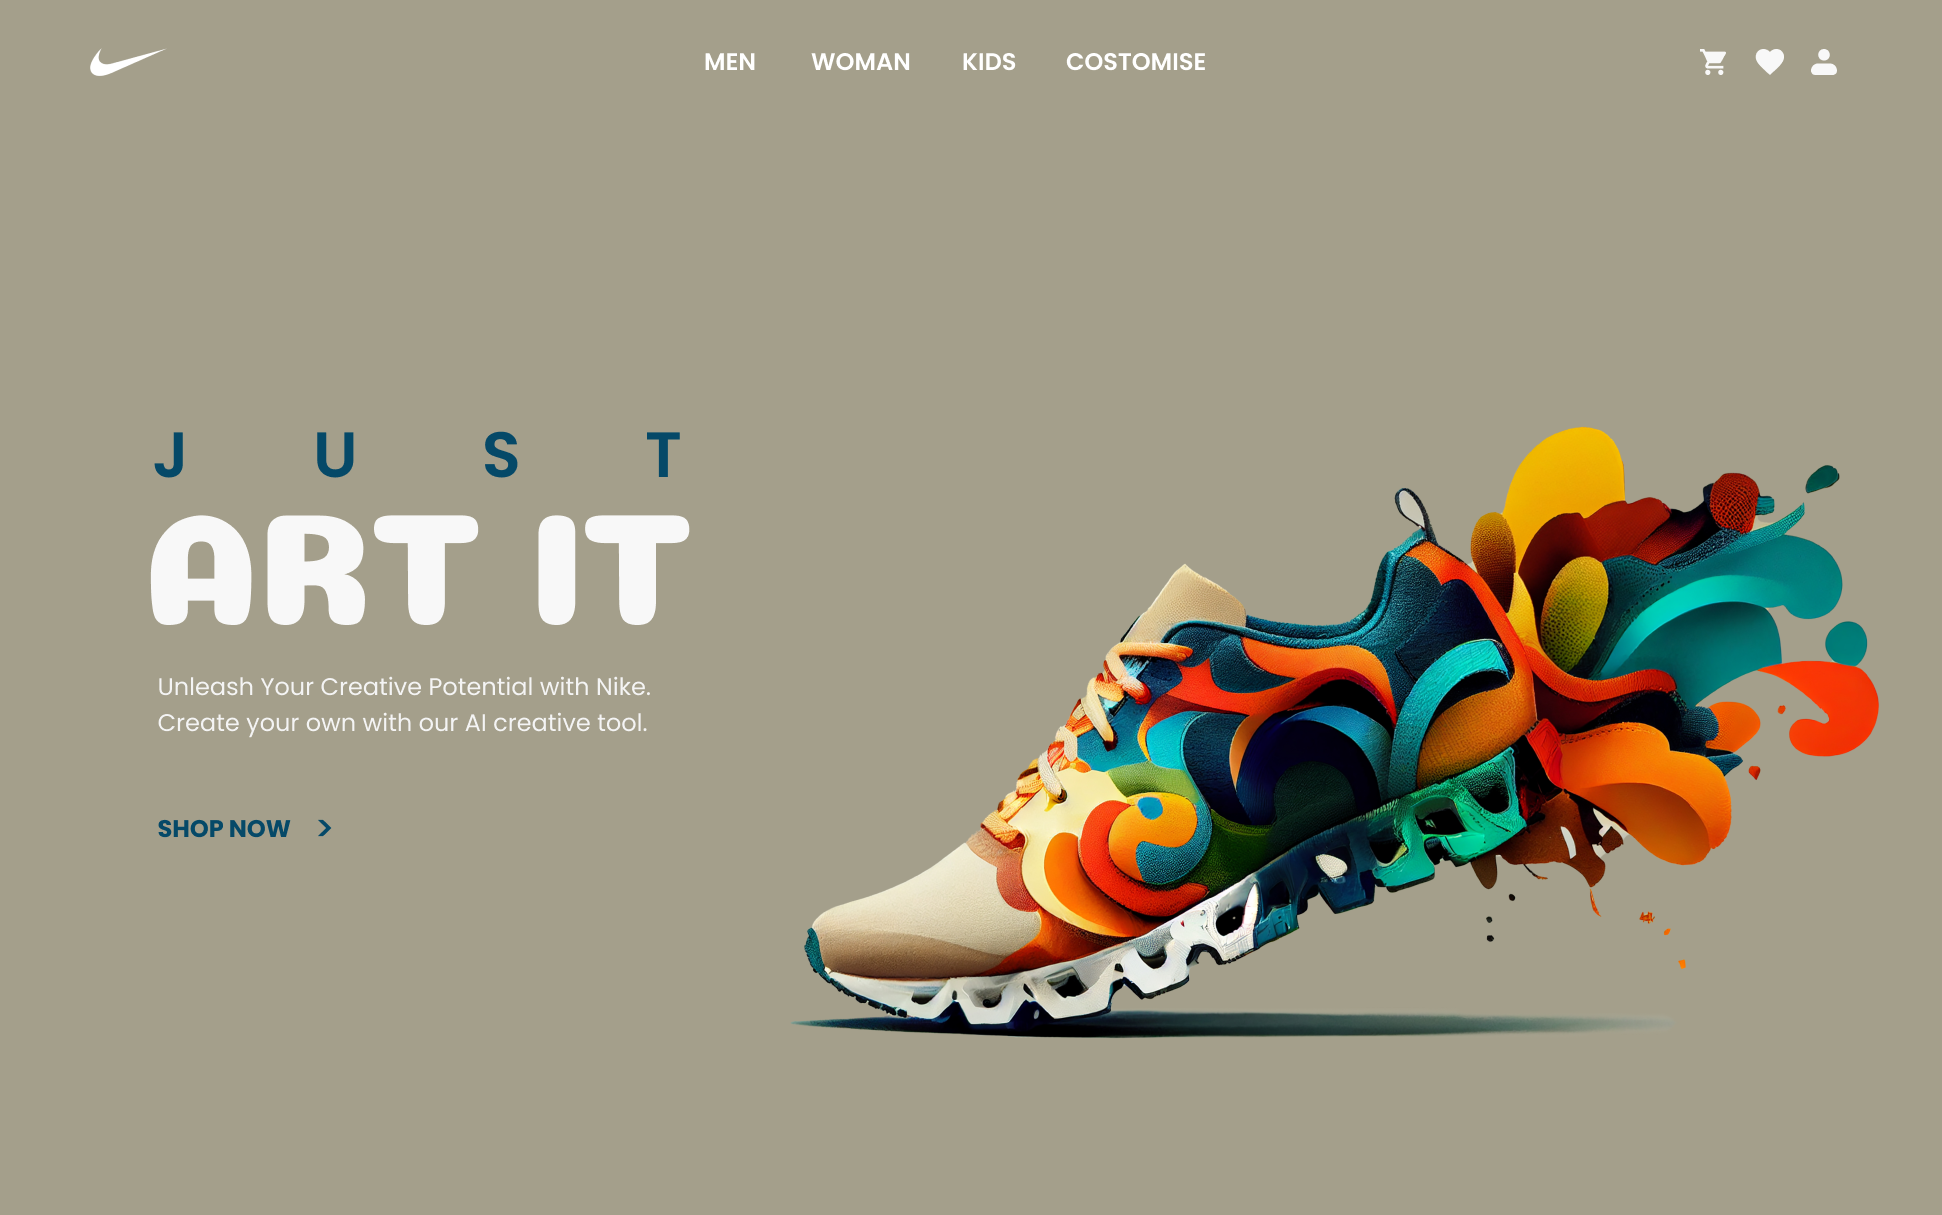 MEN WOMAN KIDS COSTOMISE
JUST
ART IT
Unleash Your Creative Potential with Nike.
Create your own with our AI creative tool.
SHOP NOW >